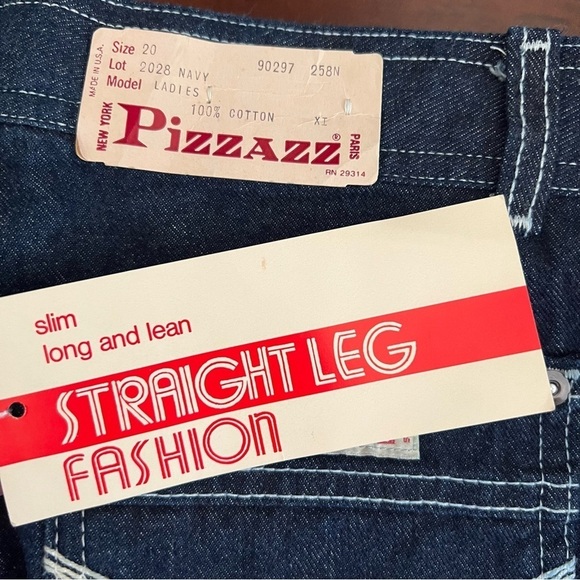 MADE IN U.S.A.
Size 20
Lot 2028 NAVY 90297 258N
Model LADIES
100% COTTON XI
NEW YORK PiZZAZZ® PARIS
RN 29314
slim
long and lean
STRAIGHT LEG
FASHION